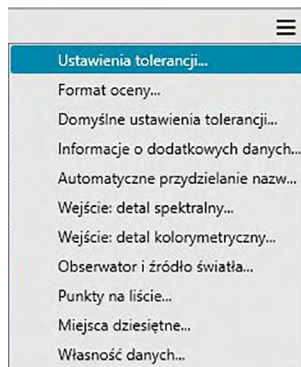 Ustawienia tolerancji...
Format oceny...
Domyślne ustawienia tolerancji...
Informacje o dodatkowych danych...
Automatyczne przydzielanie nazw...
Wejście: detal spektralny...
Wejście: detal kolorymetryczny...
Obserwator i źródło światła...
Punkty na liście...
Miejsca dziesiętne...
Własność danych...